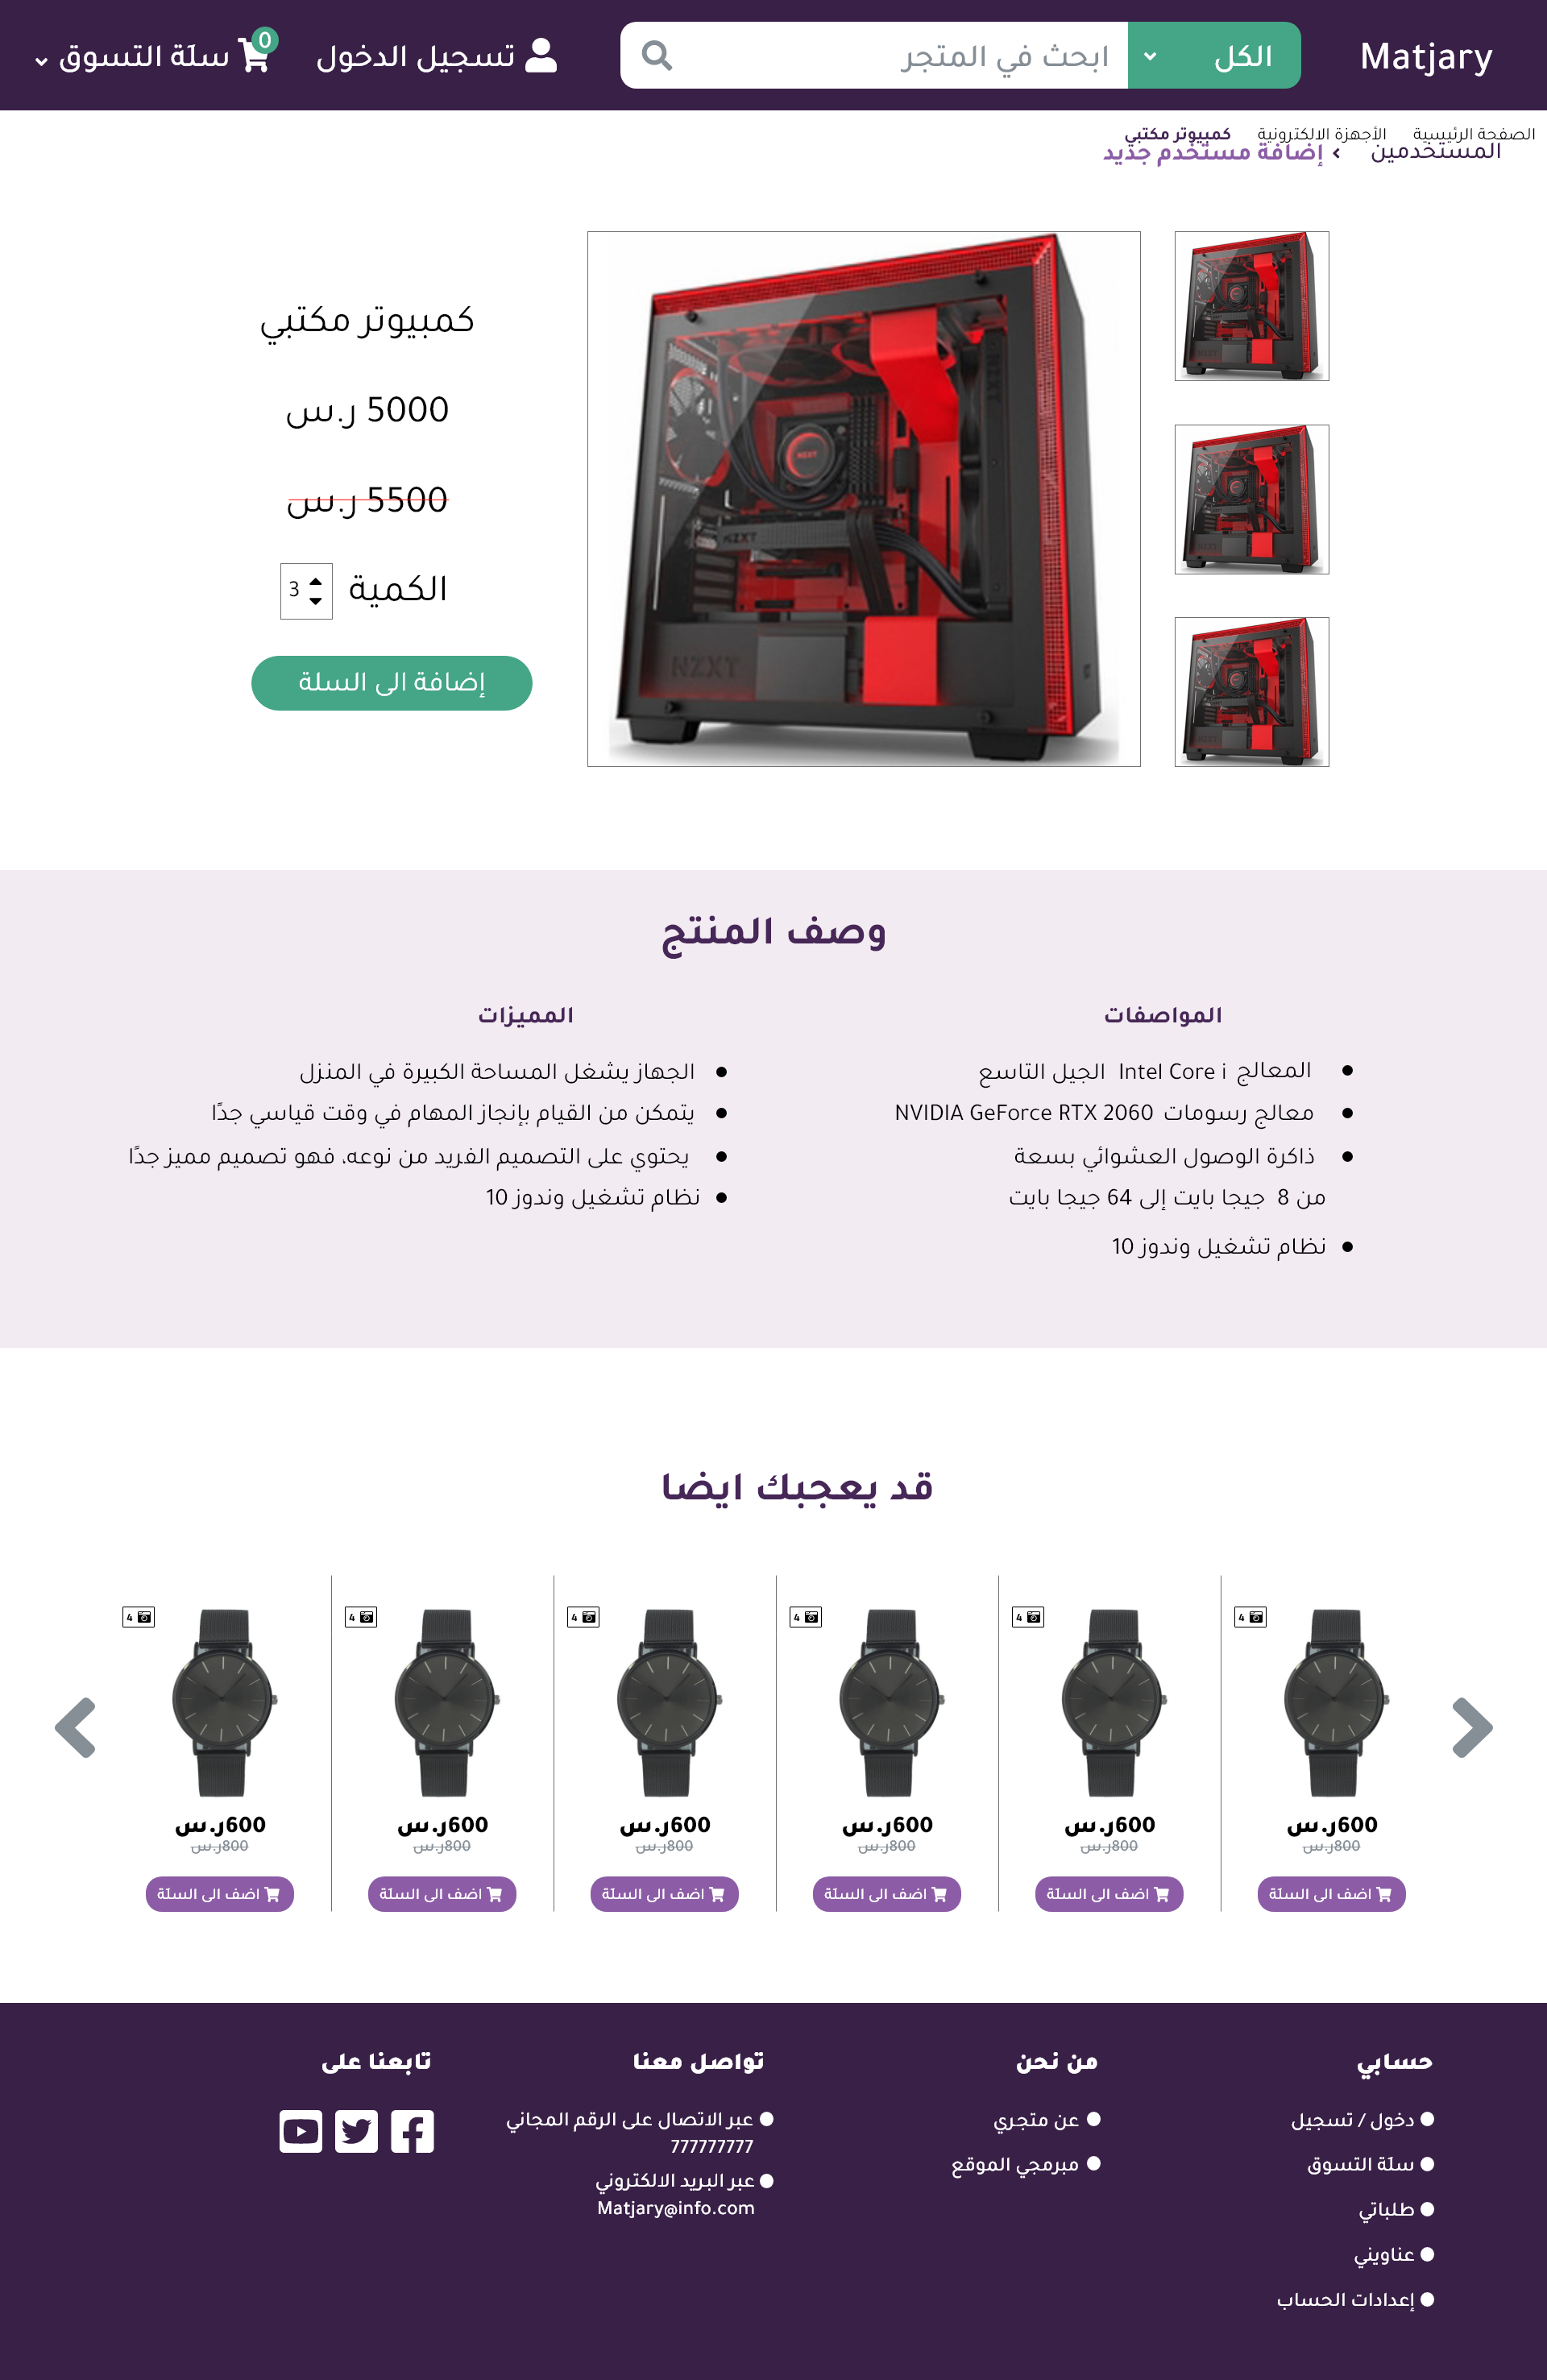 Matjary
الكل
ابحث في المتجر
تسجيل الدخول
0
سلّة التسوق
الصفحة الرئيسية
الأجهزة الالكترونية
كمبيوتر مكتبي
المستخدمين
إضافة مستخدم جديد
كمبيوتر مكتبي
5000 ر.س
5500 ر.س
الكمية
3
إضافة الى السلة
NZXT
NZXT
NZXT
وصف المنتج
المواصفات
المعالج Intel Core i الجيل التاسع
معالج رسومات NVIDIA GeForce RTX 2060
ذاكرة الوصول العشوائي بسعة
من 8 جيجا بايت إلى 64 جيجا بايت
نظام تشغيل وندوز 10
المميزات
الجهاز يشغل المساحة الكبيرة في المنزل
يتمكن من القيام بإنجاز المهام في وقت قياسي جدًا
يحتوي على التصميم الفريد من نوعه، فهو تصميم مميز جدًا
نظام تشغيل وندوز 10
قد يعجبك ايضا
4
600ر.س
800ر.س
اضف الى السلة
4
600ر.س
800ر.س
اضف الى السلة
4
600ر.س
800ر.س
اضف الى السلة
4
600ر.س
800ر.س
اضف الى السلة
4
600ر.س
800ر.س
اضف الى السلة
4
600ر.س
800ر.س
اضف الى السلة
حسابي
دخول / تسجيل
سلّة التسوق
طلباتي
عناويني
إعدادات الحساب
من نحن
عن متجري
مبرمجي الموقع
تواصل معنا
عبر الاتصال على الرقم المجاني
777777777
عبر البريد الالكتروني
Matjary@info.com
تابعنا على